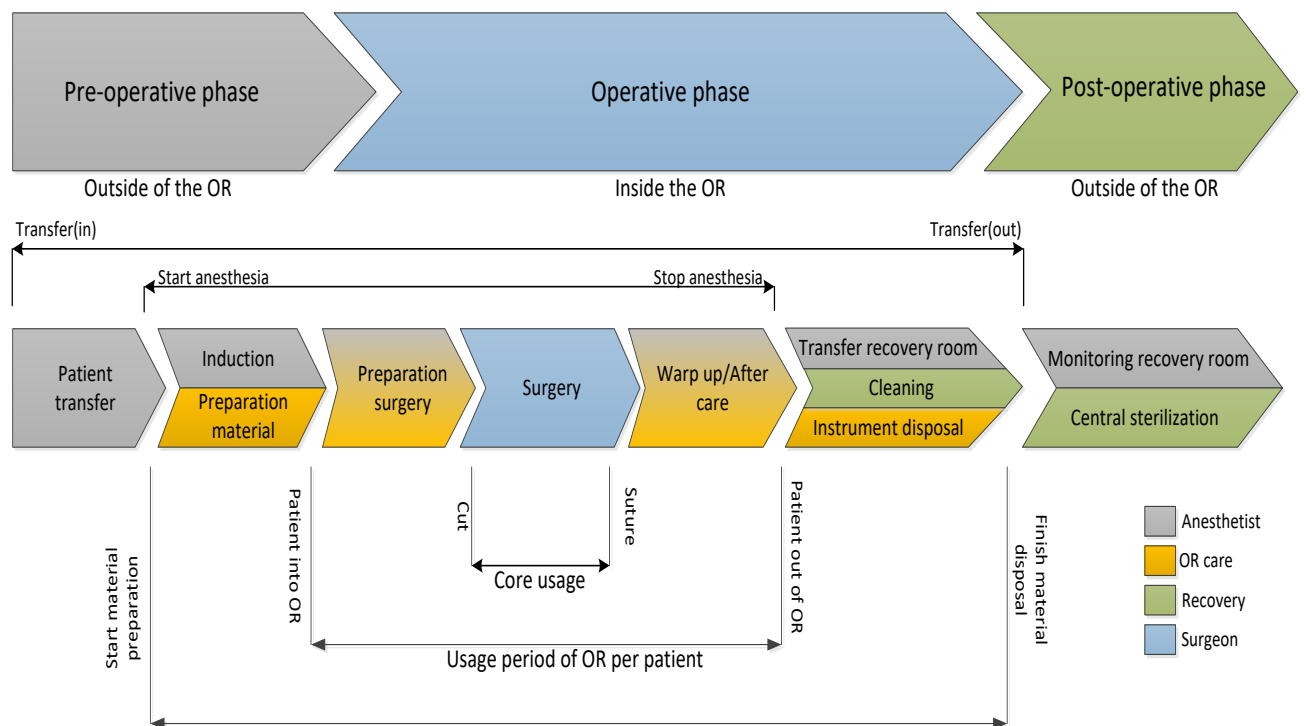 Pre-operative phase
Operative phase
Post-operative phase
Outside of the OR
Inside the OR
Outside of the OR
Transfer(in)
Transfer(out)
Start anesthesia
Stop anesthesia
Patient
transfer
Induction
Preparation
material
Preparation
surgery
Surgery
Warp up/After
care
Transfer recovery room
Cleaning
Instrument disposal
Monitoring recovery room
Central sterilization
Start material
preparation
Patient into OR
Cut
Suture
Core usage
Patient out of OR
Usage period of OR per patient
Finish material
disposal
Anesthetist
OR care
Recovery
Surgeon